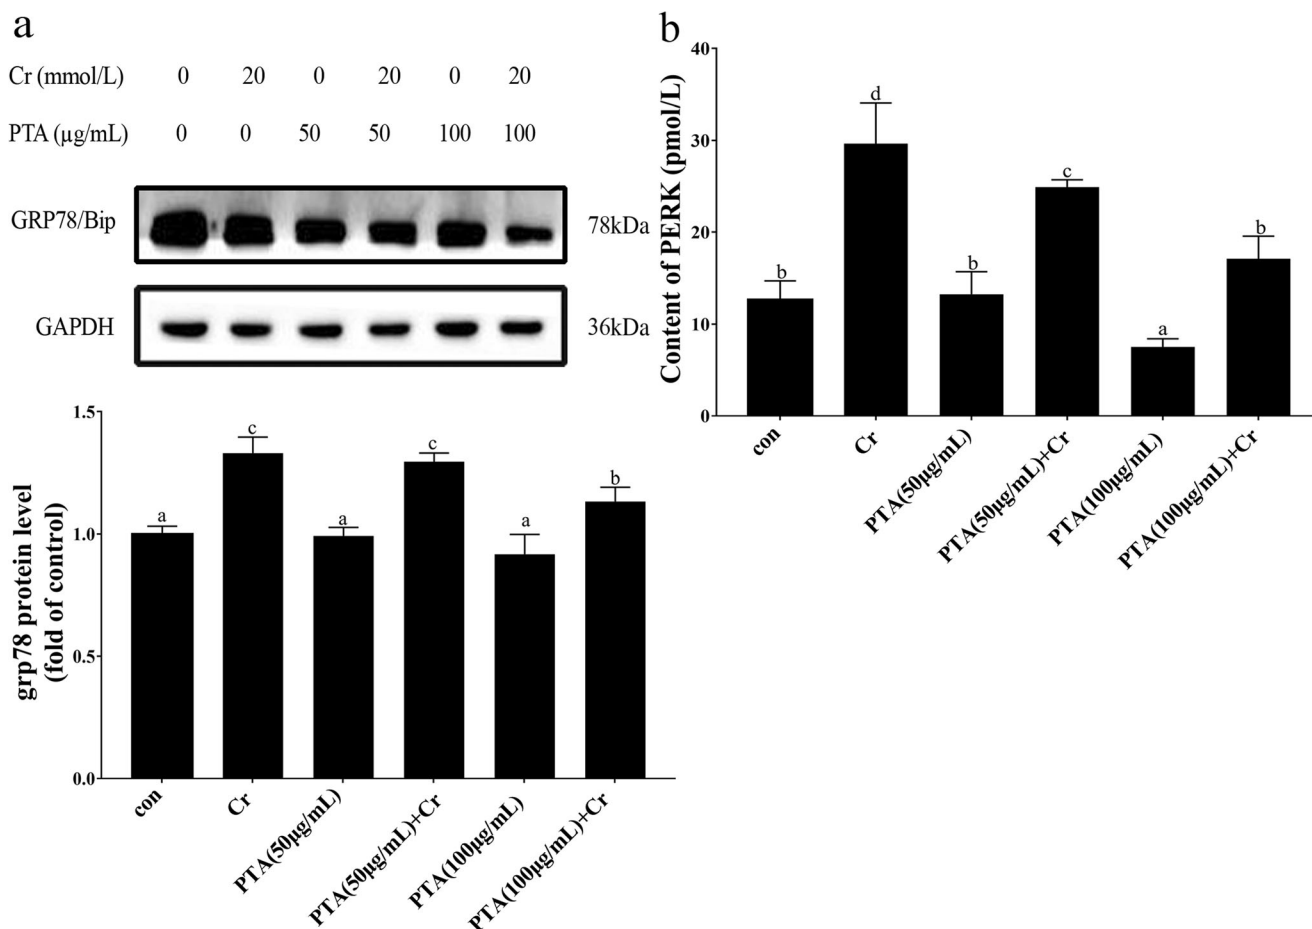 a
Cr (mmol/L) 0 20 0 20 0 20
PTA (µg/mL) 0 0 50 50 100 100
GRP78/Bip 78kDa
GAPDH 36kDa
grp78 protein level
(fold of control)
1.5
1.0
0.5
0.0
a
c
a
c
a
b
con
Cr
PTA(50µg/mL)
PTA(50µg/mL)+Cr
PTA(100µg/mL)
PTA(100µg/mL)+Cr
b
Content of PERK (pmol/L)
40
30
20
10
0
b
d
b
c
a
b
con
Cr
PTA(50µg/mL)
PTA(50µg/mL)+Cr
PTA(100µg/mL)
PTA(100µg/mL)+Cr